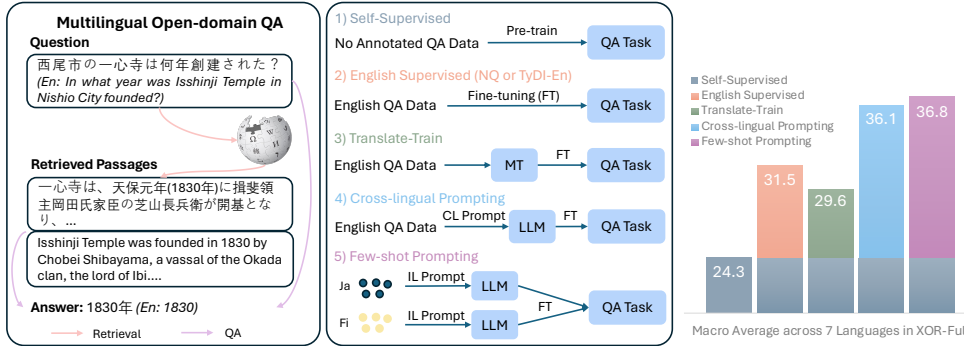 Multilingual Open-domain QA
Question
西尾市の一心寺は何年創建された？
(En: In what year was Isshinji Temple in
Nishio City founded?)
Retrieved Passages
一心寺は、天保元年(1830年)に揖斐領
主岡田氏家臣の芝山長兵衛が開基とな
り、...
Isshinji Temple was founded in 1830 by
Chobei Shibayama, a vassal of the Okada
clan, the lord of Ibi....
Answer: 1830年 (En: 1830)
Retrieval
QA
1) Self-Supervised
No Annotated QA Data
Pre-train
QA Task
2) English Supervised (NQ or TyDI-En)
English QA Data
Fine-tuning (FT)
QA Task
3) Translate-Train
English QA Data
MT
FT
QA Task
4) Cross-lingual Prompting
English QA Data
CL Prompt
LLM
FT
QA Task
5) Few-shot Prompting
Ja
IL Prompt
LLM
Fi
IL Prompt
LLM
FT
QA Task
Self-Supervised
English Supervised
Translate-Train
Cross-lingual Prompting
Few-shot Prompting
24.3
31.5
29.6
36.1
36.8
Macro Average across 7 Languages in XOR-Ful